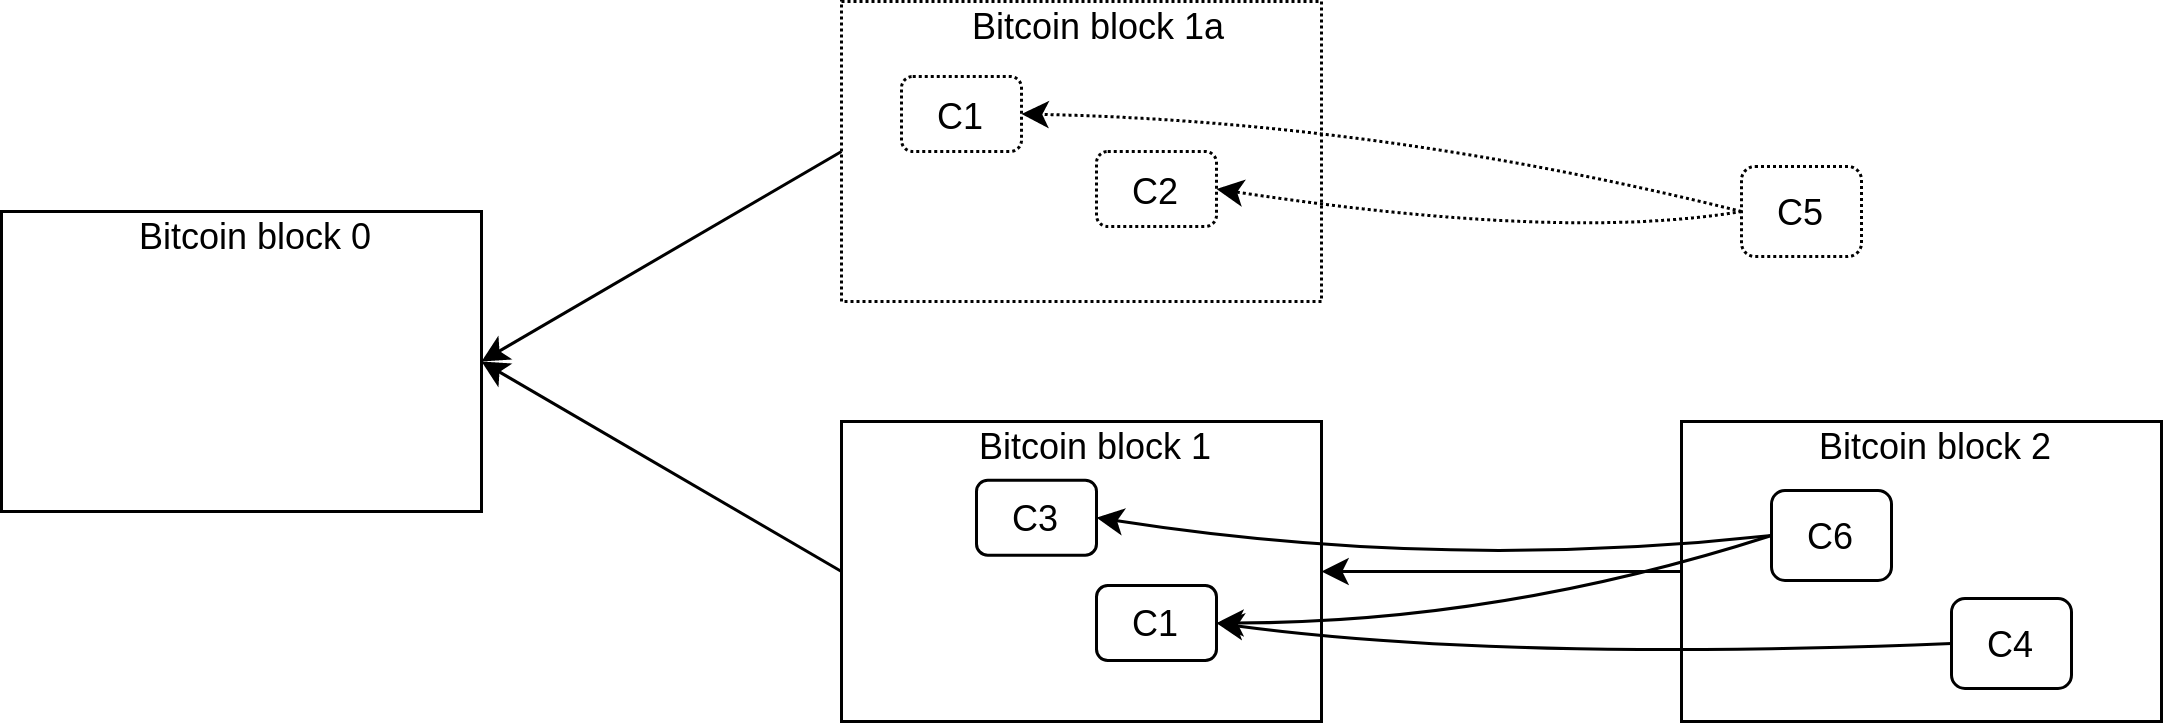 Bitcoin block 1a
C1
C2
C5
Bitcoin block 0
Bitcoin block 1
C3
C1
Bitcoin block 2
C6
C4